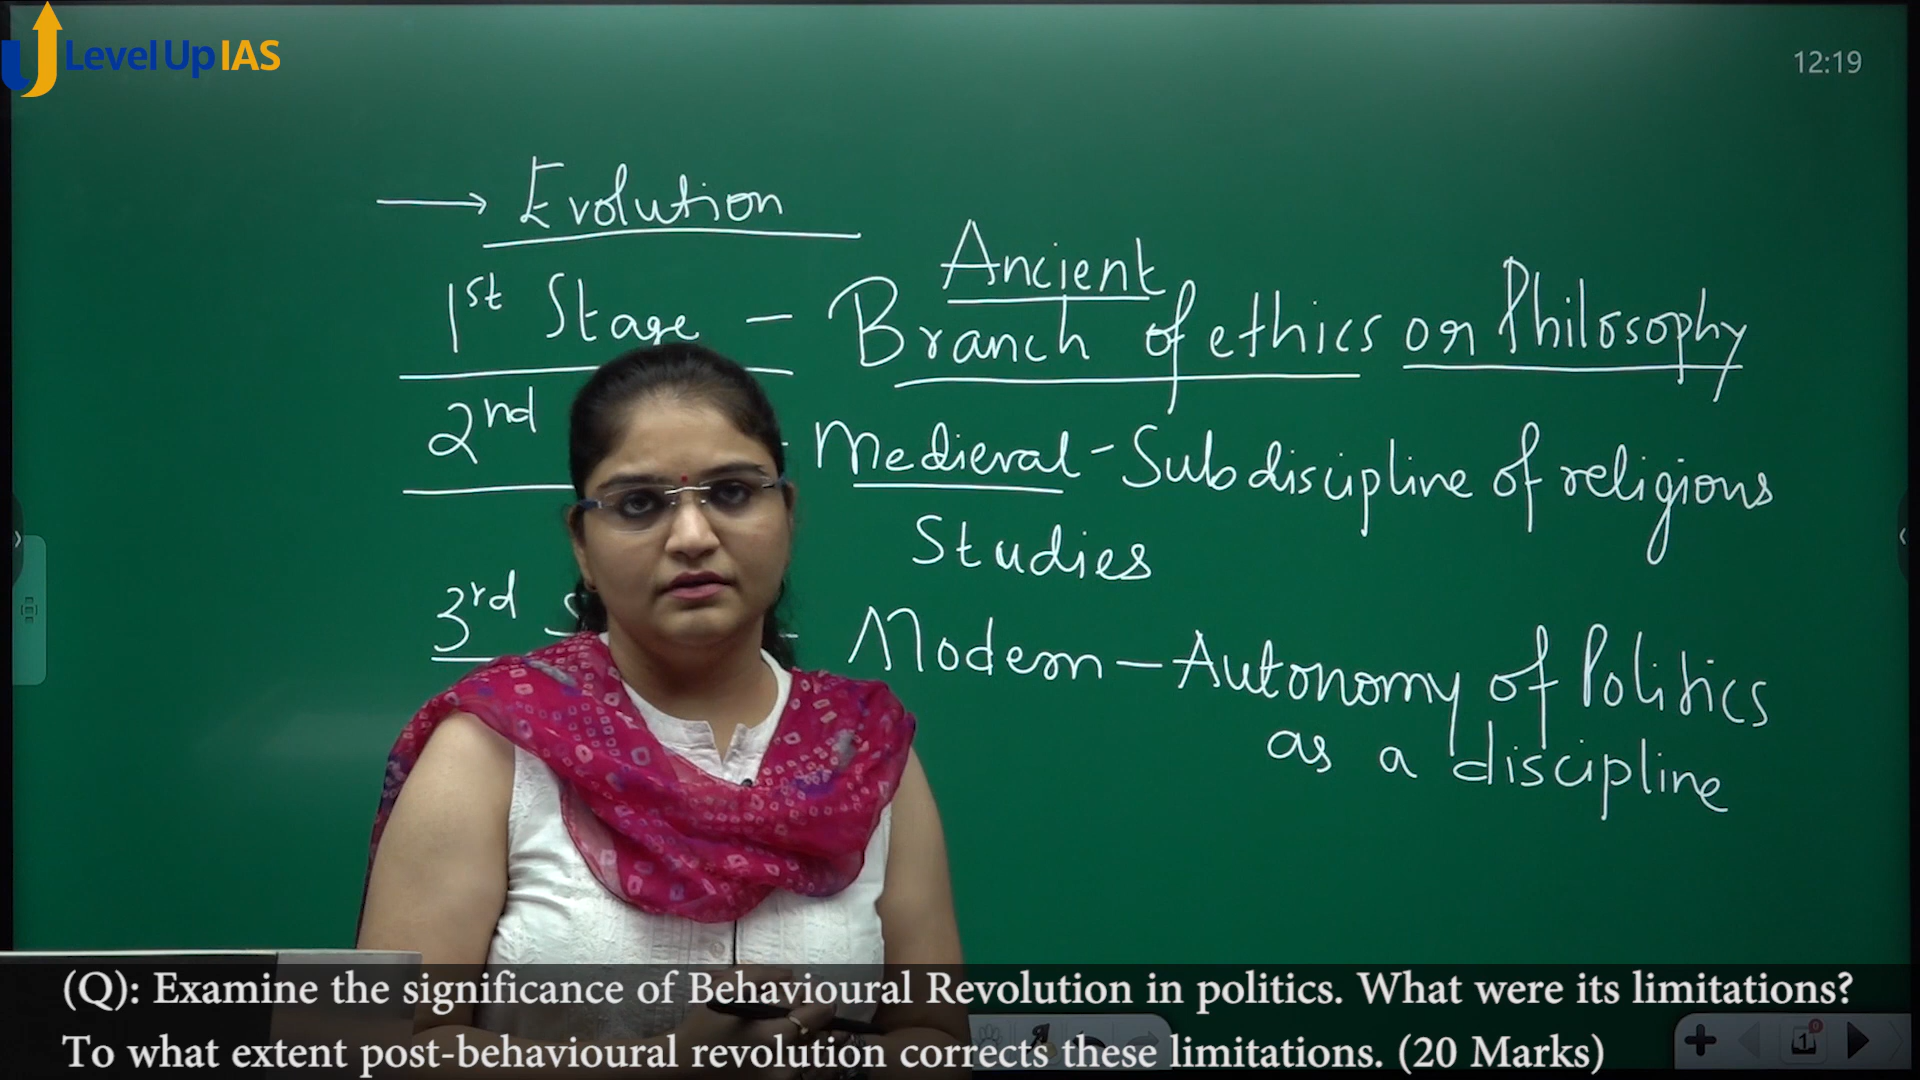 Level Up IAS
12:19
Evolution
Ancient
1st Stage - Branch of ethics or Philosophy
2nd - Medieval - Subdiscipline of religious
Studies
3rd - Modern - Autonomy of Politics
as a discipline
(Q): Examine the significance of Behavioural Revolution in politics. What were its limitations?
To what extent post-behavioural revolution corrects these limitations. (20 Marks)